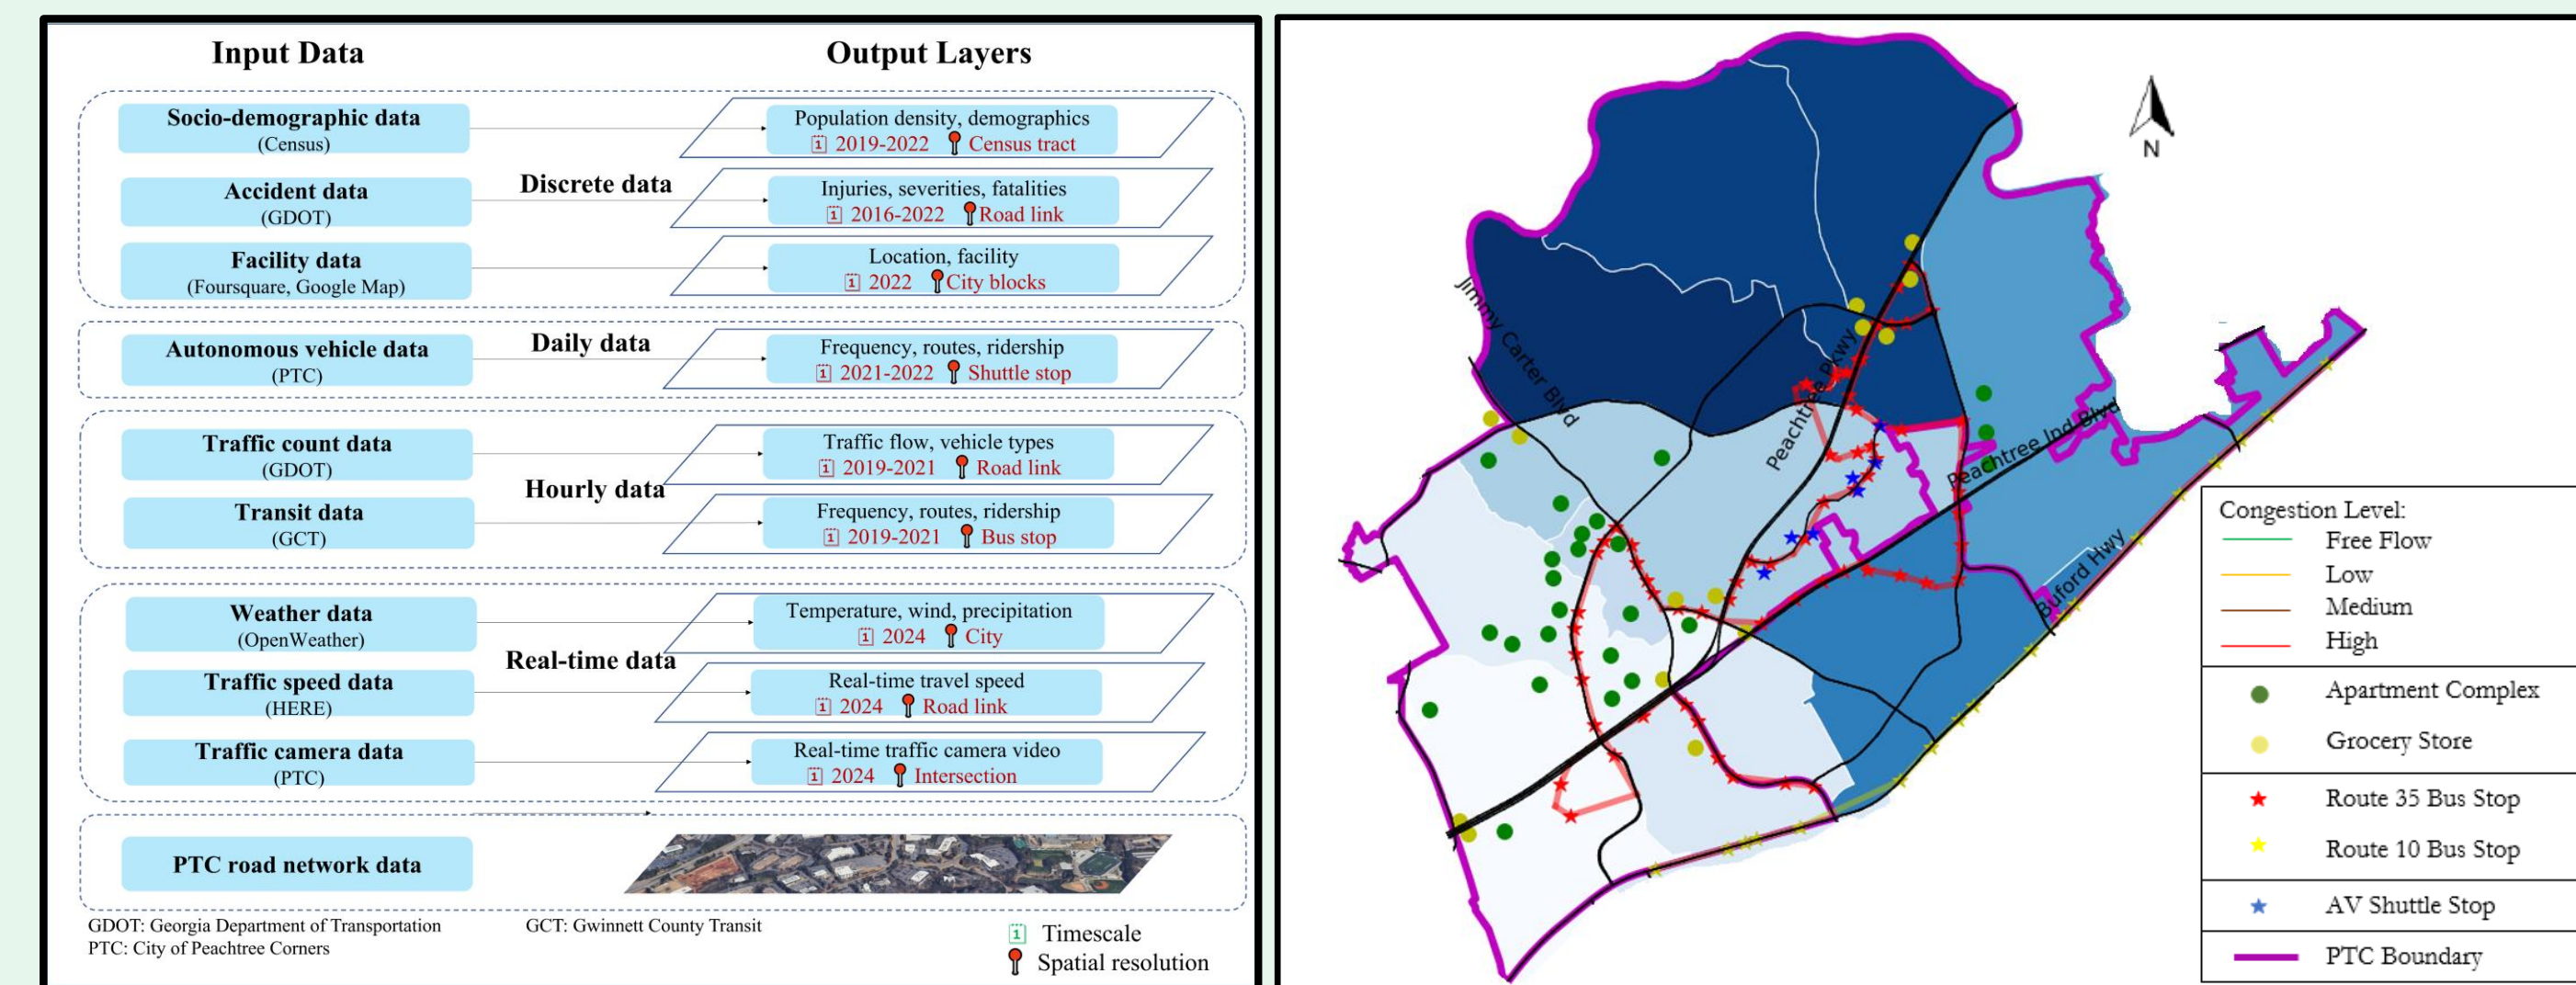 Input Data
Output Layers
Socio-demographic data
(Census)
Population density, demographics
2019-2022 Census tract
Discrete data
Accident data
(GDOT)
Injuries, severities, fatalities
2016-2022 Road link
Facility data
(Foursquare, Google Map)
Location, facility
2022 City blocks
Daily data
Autonomous vehicle data
(PTC)
Frequency, routes, ridership
2021-2022 Shuttle stop
Traffic count data
(GDOT)
Traffic flow, vehicle types
2019-2021 Road link
Hourly data
Transit data
(GCT)
Frequency, routes, ridership
2019-2021 Bus stop
Weather data
(OpenWeather)
Temperature, wind, precipitation
2024 City
Real-time data
Traffic speed data
(HERE)
Real-time travel speed
2024 Road link
Traffic camera data
(PTC)
Real-time traffic camera video
2024 Intersection
PTC road network data
GDOT: Georgia Department of Transportation
GCT: Gwinnett County Transit
PTC: City of Peachtree Corners
1 Timescale
Spatial resolution
N
Jimmy Carter Blvd
Peachtree Pkwy
Peachtree Ind Blvd
Buford Hwy
Congestion Level:
Free Flow
Low
Medium
High
Apartment Complex
Grocery Store
Route 35 Bus Stop
Route 10 Bus Stop
AV Shuttle Stop
PTC Boundary